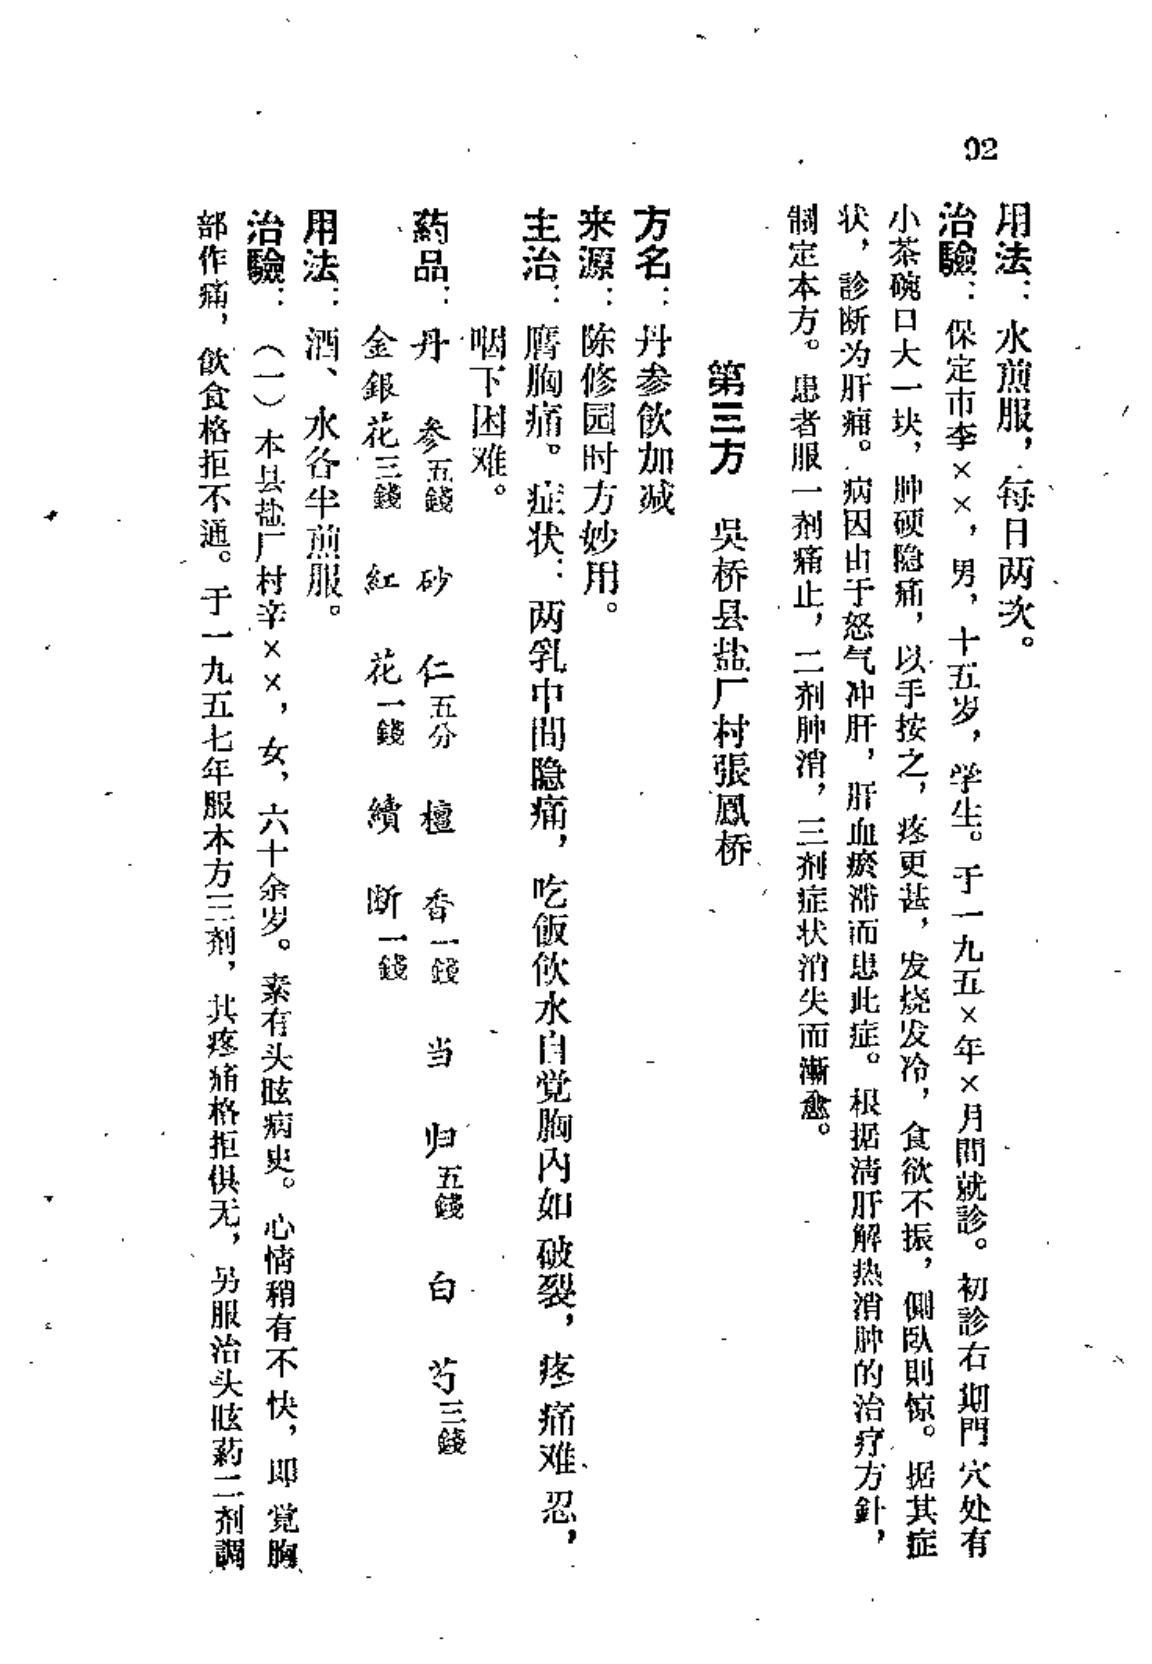 92
用法：水煎服，每日两次。
治驗：保定市李××，男，十五岁，学生。于一九五×年×月間就診。初診右期門穴处有
小茶碗口大一块，肿硬隐痛，以手按之，疼更甚，发烧发冷，食欲不振，側臥則惊。据其症
状，診断为肝痈。病因由于怒气冲肝，肝血瘀滞而患此症。根据清肝解热消肿的治疗方針，
制定本方。患者服一剂痛止，二剂肿消，三剂症状消失而漸愈。
第三方　吳桥县盐厂村張鳳桥
方名：丹参飲加减
来源：陈修园时方妙用。
主治：膺胸痛。症状：两乳中間隐痛，吃飯飲水自觉胸内如破裂，疼痛难忍，
咽下困难。
葯品：丹参五錢　砂仁五分　檀香一錢　当归五錢　白芍三錢
金銀花三錢　紅花一錢　續断一錢
用法：酒、水各半煎服。
治驗：（一）本县盐厂村辛××，女，六十余岁。素有头眩病史。心情稍有不快，即覚胸
部作痛，飲食格拒不通。于一九五七年服本方三剂，共疼痛格拒俱无，另服治头眩葯二剂調